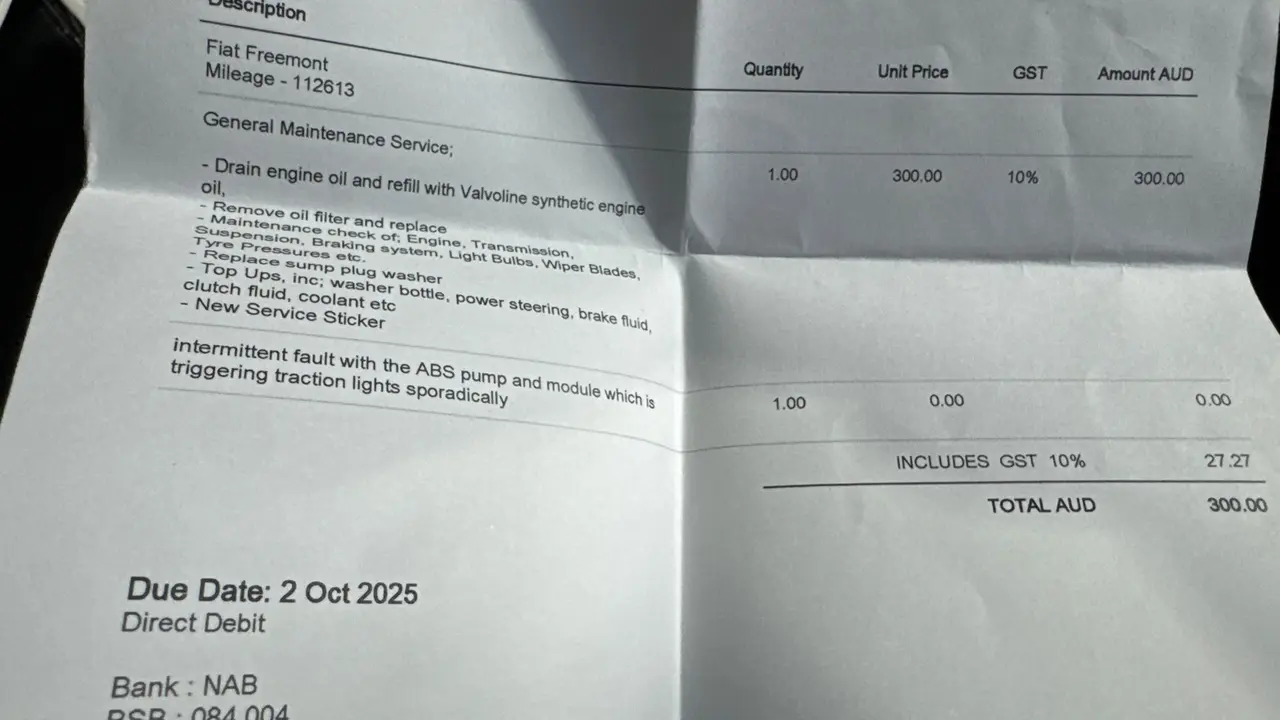 Description
Quantity Unit Price GST Amount AUD
Fiat Freemont
Mileage - 112613
General Maintenance Service;
1.00 300.00 10% 300.00
- Drain engine oil and refill with Valvoline synthetic engine
oil,
- Remove oil filter and replace
- Maintenance check of; Engine, Transmission,
Suspension, Braking system, Light Bulbs, Wiper Blades,
Tyre Pressures etc.
- Replace sump plug washer
- Top Ups, inc; washer bottle, power steering, brake fluid,
clutch fluid, coolant etc
- New Service Sticker
intermittent fault with the ABS pump and module which is
triggering traction lights sporadically
1.00 0.00 0.00
INCLUDES GST 10% 27.27
TOTAL AUD 300.00
Due Date: 2 Oct 2025
Direct Debit
Bank : NAB
BSB : 084 004